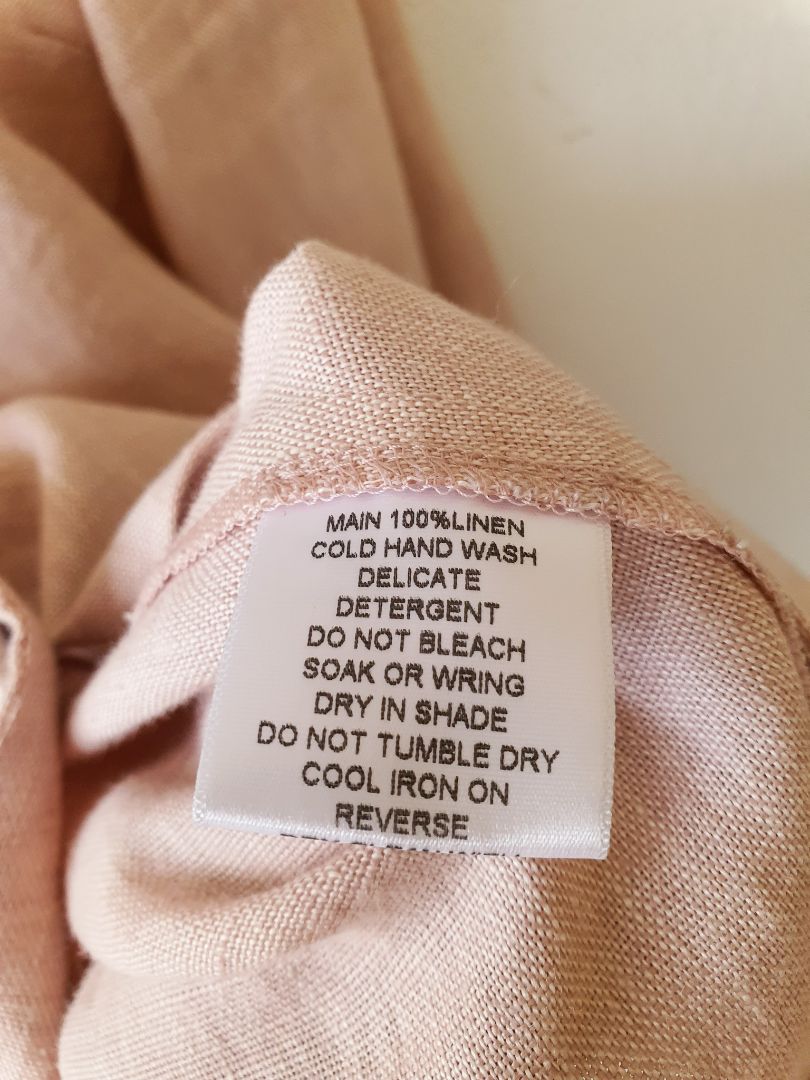 MAIN 100%LINEN
COLD HAND WASH
DELICATE
DETERGENT
DO NOT BLEACH
SOAK OR WRING
DRY IN SHADE
DO NOT TUMBLE DRY
COOL IRON ON
REVERSE